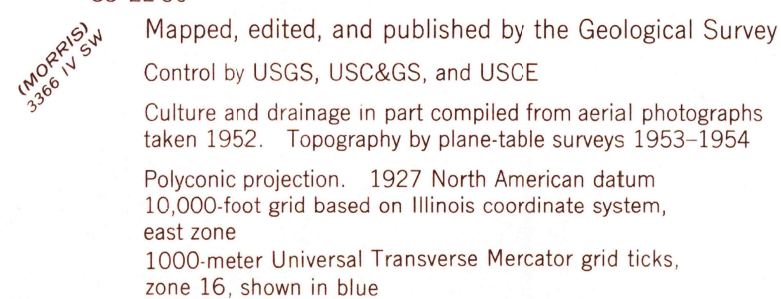 (MORRIS)
3366 IV SW
Mapped, edited, and published by the Geological Survey
Control by USGS, USC&GS, and USCE
Culture and drainage in part compiled from aerial photographs
taken 1952.   Topography by plane-table surveys 1953–1954
Polyconic projection.   1927 North American datum
10,000-foot grid based on Illinois coordinate system,
east zone
1000-meter Universal Transverse Mercator grid ticks,
zone 16, shown in blue